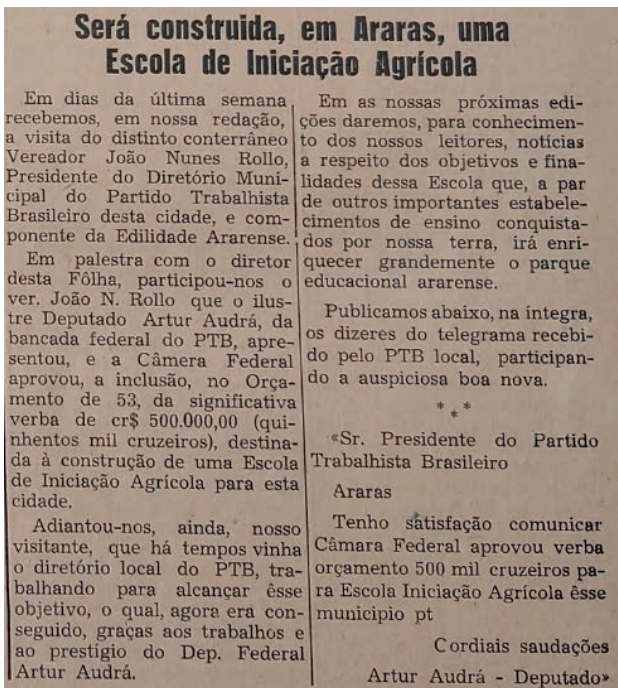 Será construida, em Araras, uma
Escola de Iniciação Agrícola
Em dias da última semana
recebemos, em nossa redação,
a visita do distinto conterrâneo
Vereador João Nunes Rollo,
Presidente do Diretório Muni-
cipal do Partido Trabalhista
Brasileiro desta cidade, e com-
ponente da Edilidade Ararense.
Em palestra com o diretor
desta Fôlha, participou-nos o
ver. João N. Rollo que o ilus-
tre Deputado Artur Audrá, da
bancada federal do PTB, apre-
sentou, e a Câmera Federal
aprovou, a inclusão, no Orça-
mento de 53, da significativa
verba de cr$ 500.000,00 (qui-
nhentos mil cruzeiros), destina-
da à construção de uma Escola
de Iniciação Agrícola para esta
cidade.
Adiantou-nos, ainda, nosso
visitante, que há tempos vinha
o diretório local do PTB, tra-
balhando para alcançar êsse
objetivo, o qual, agora era con-
seguido, graças aos trabalhos e
ao prestígio do Dep. Federal
Artur Audrá.
Em as nossas próximas edi-
ções daremos, para conhecimen-
to dos nossos leitores, notícias
a respeito dos objetivos e fina-
lidades dessa Escola que, a par
de outros importantes estabele-
cimentos de ensino conquista-
dos por nossa terra, irá enri-
quecer grandemente o parque
educacional ararense.
Publicamos abaixo, na íntegra,
os dizeres do telegrama recebi-
do pelo PTB local, participan-
do a auspiciosa boa nova.
* * *
«Sr. Presidente do Partido
Trabalhista Brasileiro
Araras
Tenho satisfação comunicar
Câmara Federal aprovou verba
orçamento 500 mil cruzeiros pa-
ra Escola Iniciação Agrícola êsse
municipio pt
Cordiais saudações
Artur Audrá - Deputado»